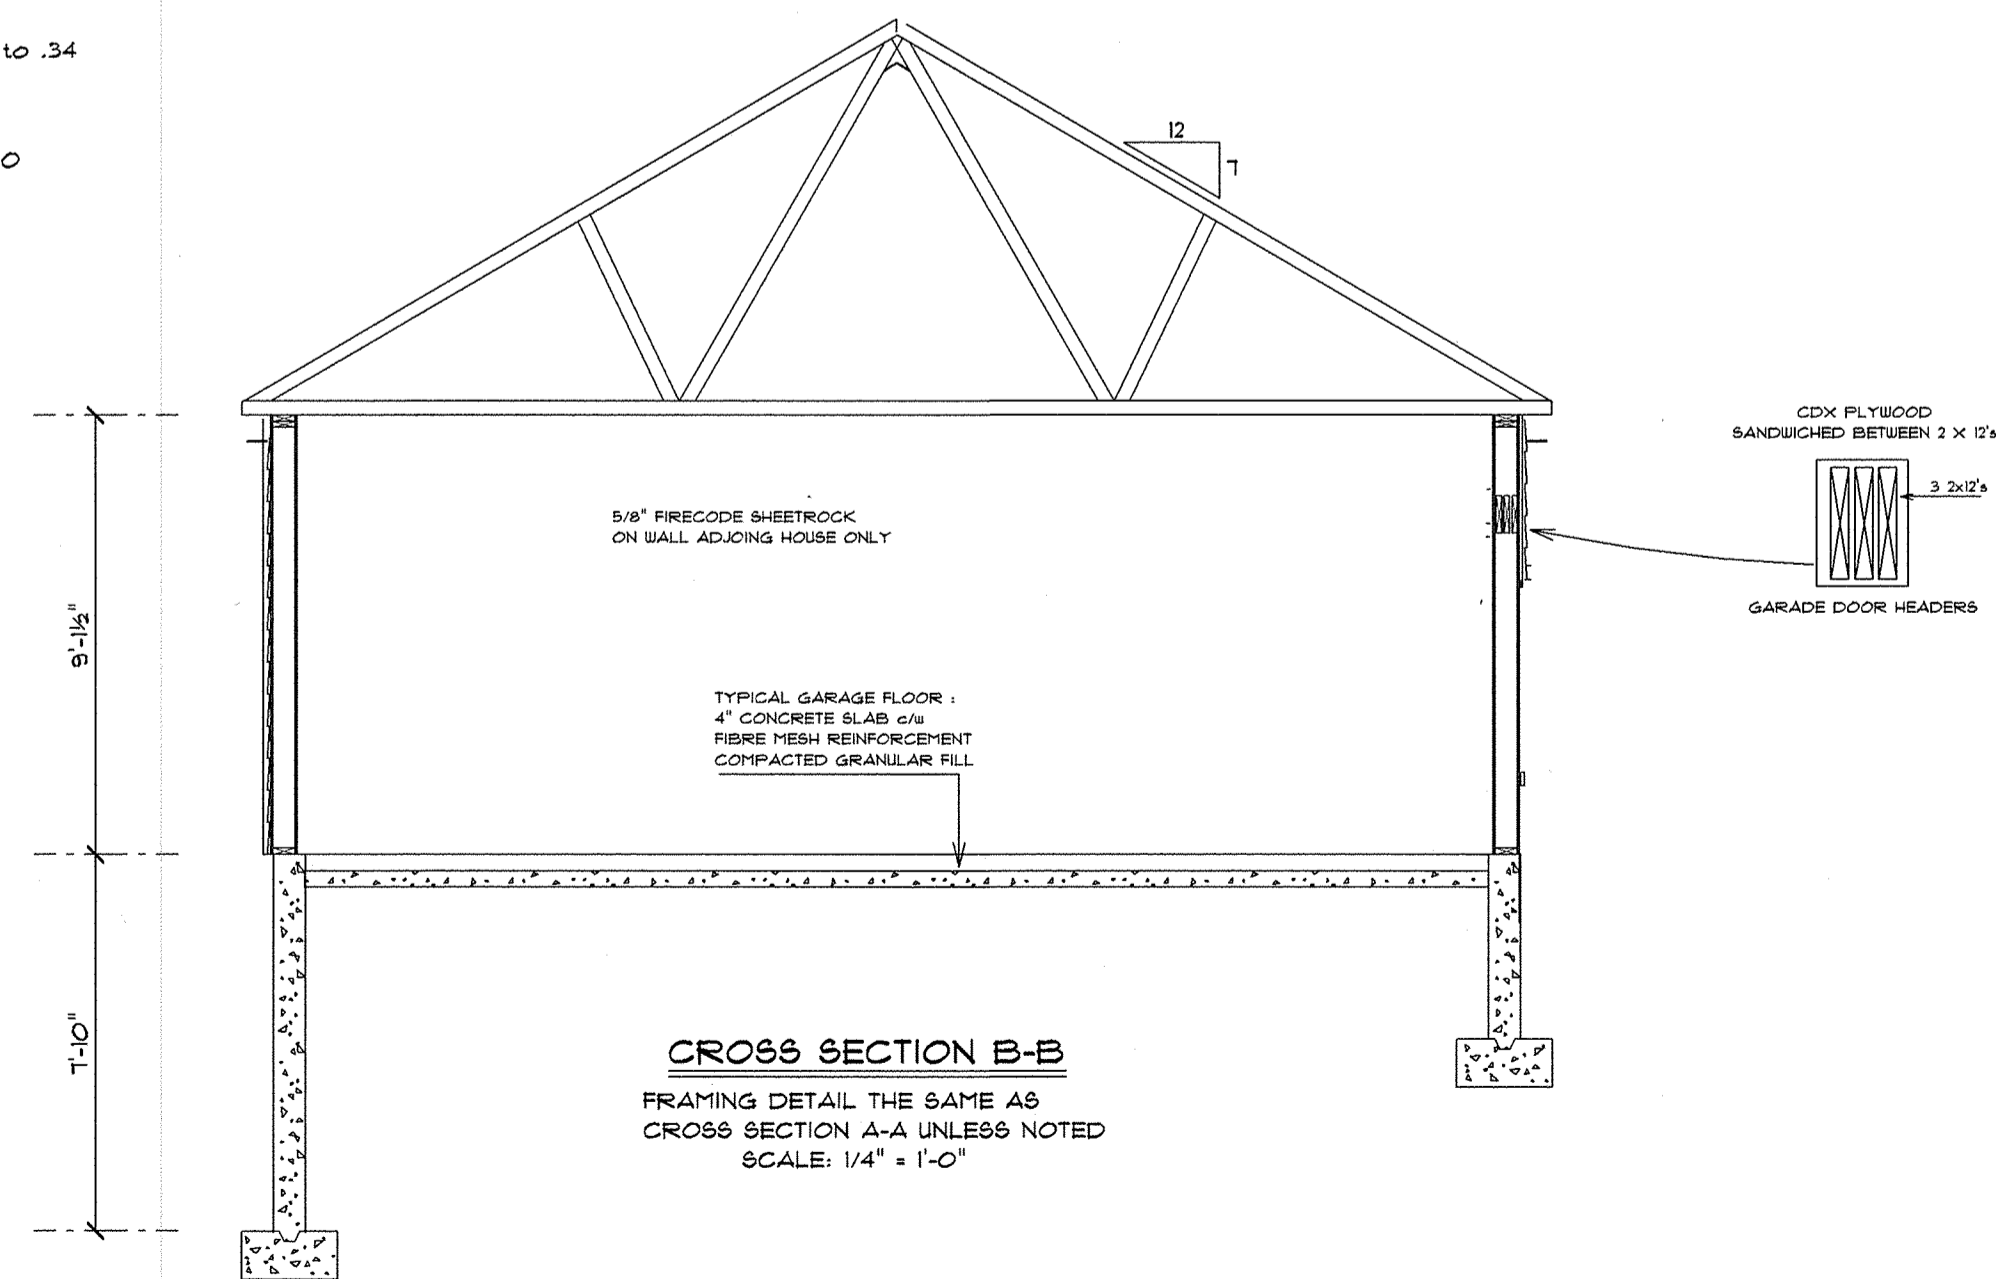 to .34
0
12
7
CDX PLYWOOD
SANDWICHED BETWEEN 2 X 12's
3 2x12's
GARADE DOOR HEADERS
5/8" FIRECODE SHEETROCK
ON WALL ADJOING HOUSE ONLY
9'-1½"
TYPICAL GARAGE FLOOR :
4" CONCRETE SLAB c/w
FIBRE MESH REINFORCEMENT
COMPACTED GRANULAR FILL
7'-10"
CROSS SECTION B-B
FRAMING DETAIL THE SAME AS
CROSS SECTION A-A UNLESS NOTED
SCALE: 1/4" = 1'-0"